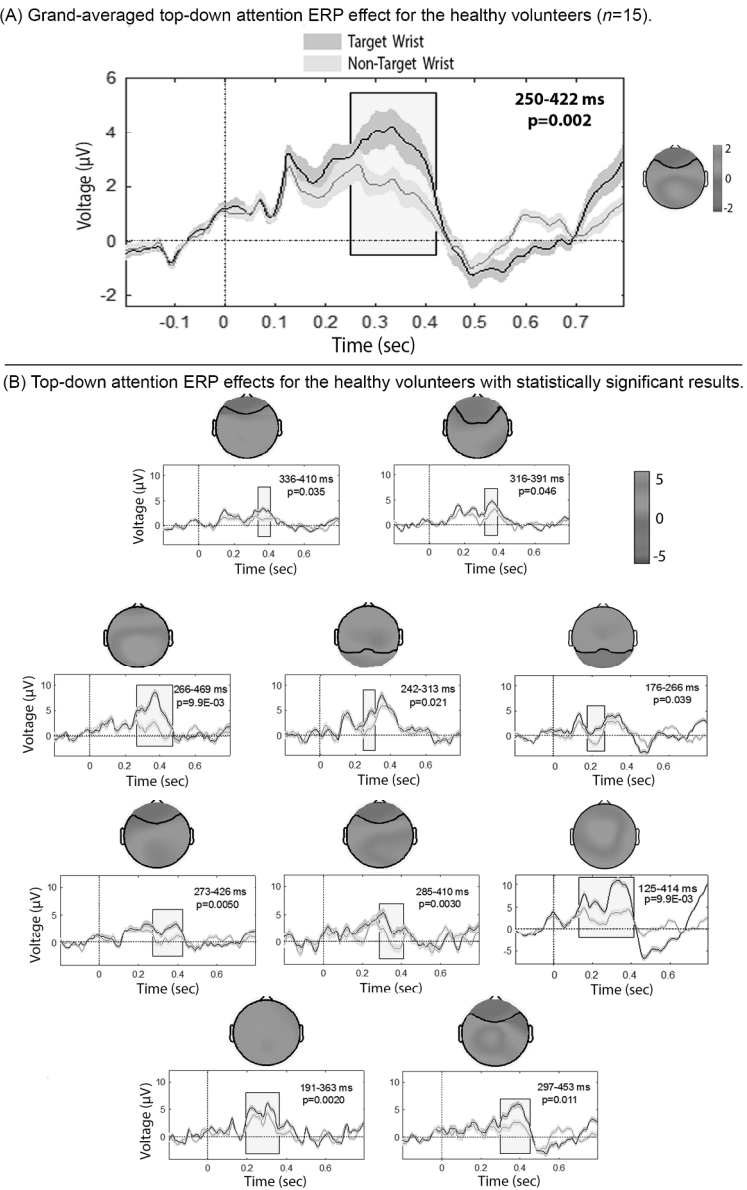 (A) Grand-averaged top-down attention ERP effect for the healthy volunteers (n=15).
Target Wrist
Non-Target Wrist
6
4
2
0
-2
Voltage (µV)
250-422 ms
p=0.002
2
0
-2
-0.1 0 0.1 0.2 0.3 0.4 0.5 0.6 0.7
Time (sec)
(B) Top-down attention ERP effects for the healthy volunteers with statistically significant results.
Voltage (µV)
10
5
0
336-410 ms
p=0.035
0 0.2 0.4 0.6
Time (sec)
10
5
0
316-391 ms
p=0.046
0 0.2 0.4 0.6
Time (sec)
5
0
-5
Voltage (µV)
10
5
0
266-469 ms
p=9.9E-03
0 0.2 0.4 0.6
Time (sec)
10
5
0
242-313 ms
p=0.021
0 0.2 0.4 0.6
Time (sec)
10
5
0
176-266 ms
p=0.039
0 0.2 0.4 0.6
Time (sec)
Voltage (µV)
10
5
0
273-426 ms
p=0.0050
0 0.2 0.4 0.6
Time (sec)
10
5
0
285-410 ms
p=0.0030
0 0.2 0.4 0.6
Time (sec)
10
5
0
-5
125-414 ms
p=9.9E-03
0 0.2 0.4 0.6
Time (sec)
Voltage (µV)
10
5
0
191-363 ms
p=0.0020
0 0.2 0.4 0.6
Time (sec)
10
5
0
297-453 ms
p=0.011
0 0.2 0.4 0.6
Time (sec)